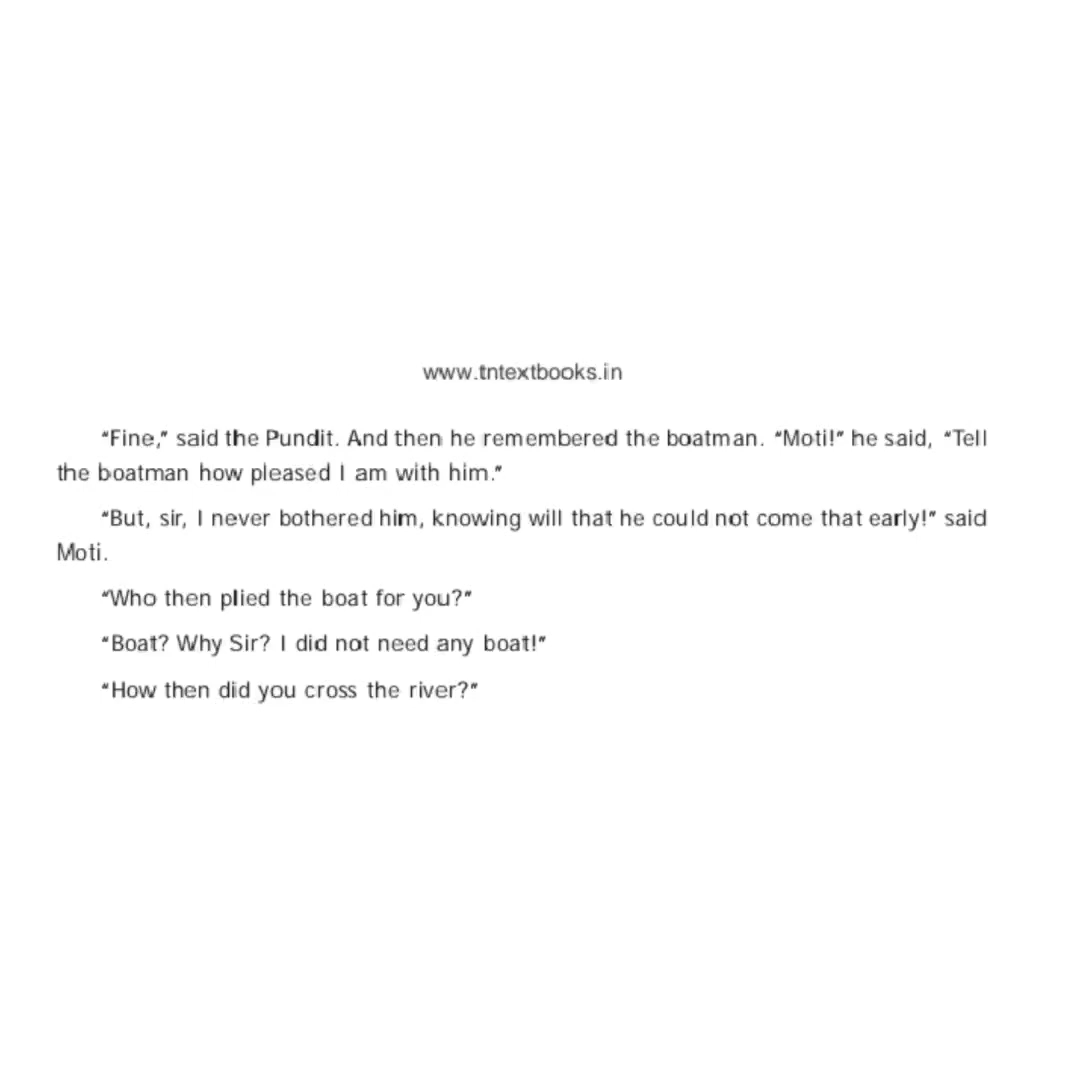 www.tntextbooks.in
“Fine,” said the Pundit. And then he remembered the boatman. “Moti!” he said, “Tell
the boatman how pleased I am with him.”
“But, sir, I never bothered him, knowing will that he could not come that early!” said
Moti.
“Who then plied the boat for you?”
“Boat? Why Sir? I did not need any boat!”
“How then did you cross the river?”